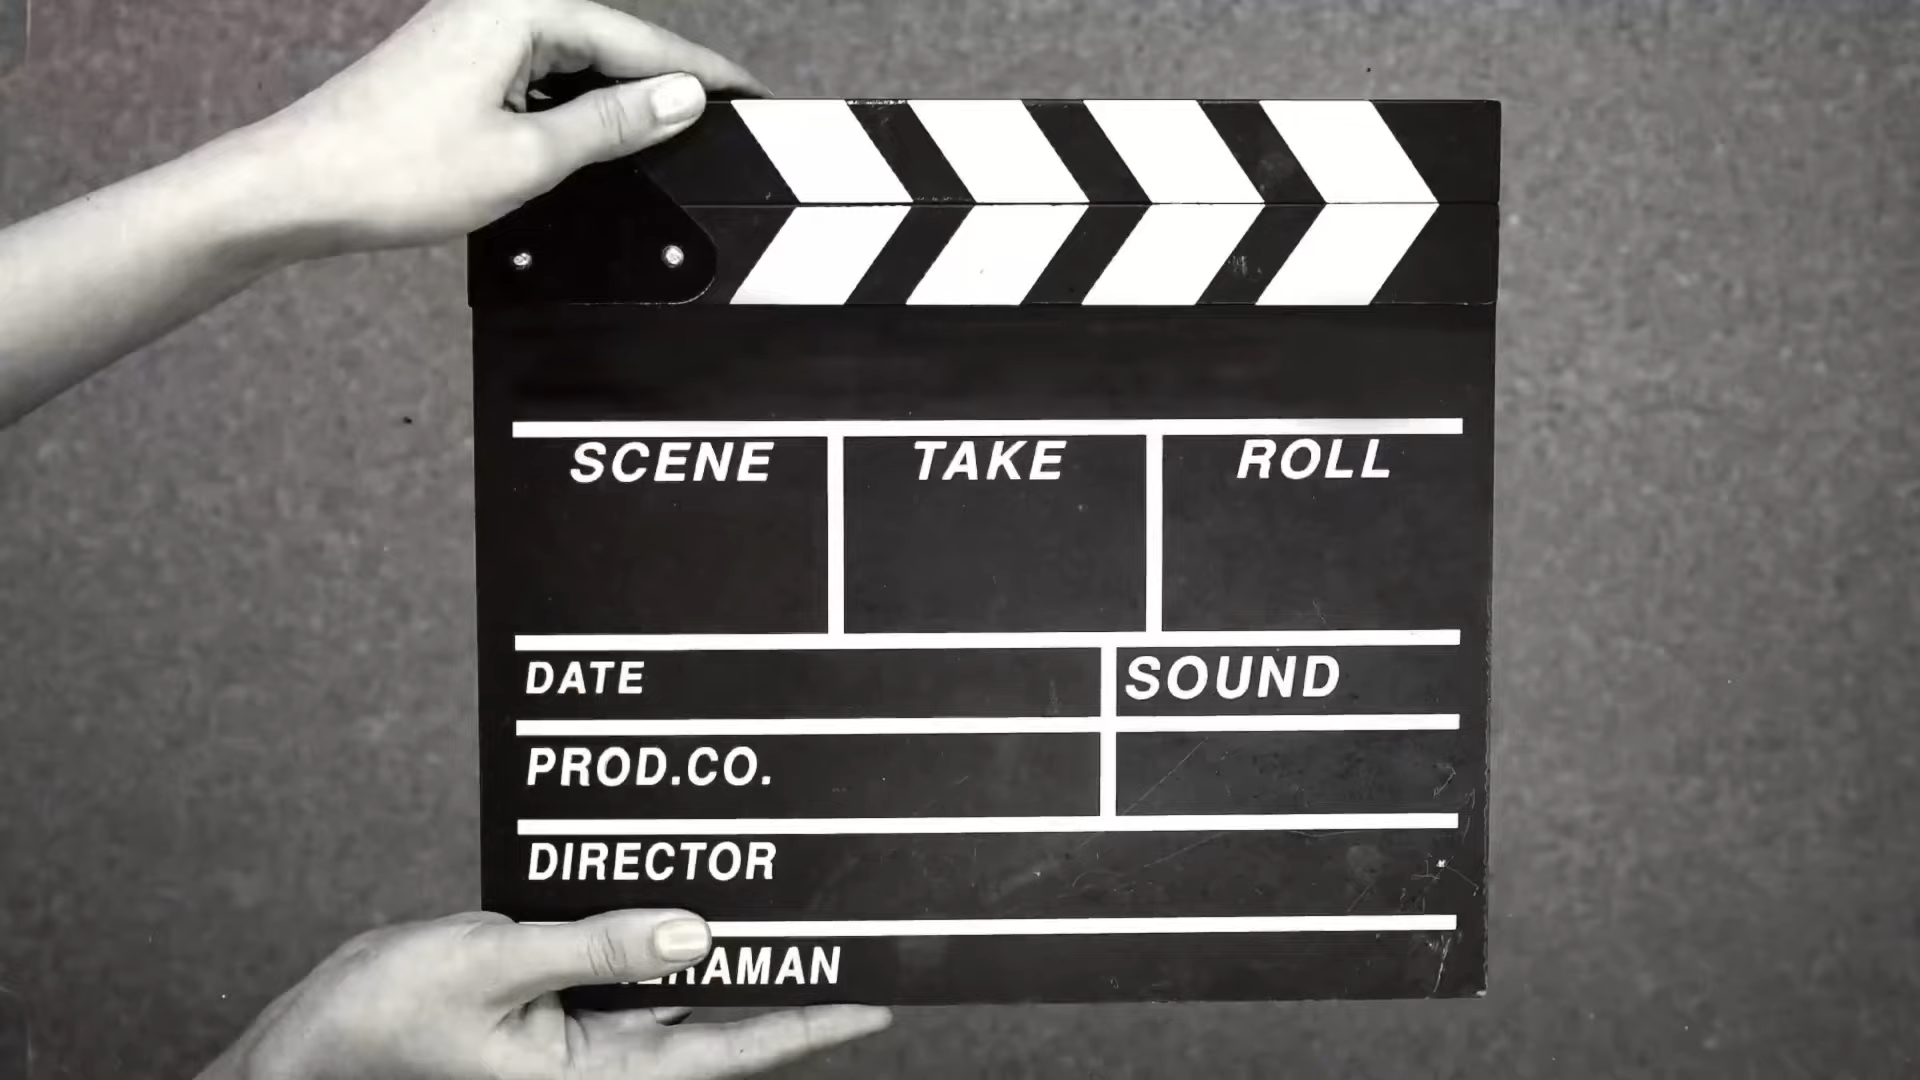 SCENE TAKE ROLL
DATE SOUND
PROD.CO.
DIRECTOR